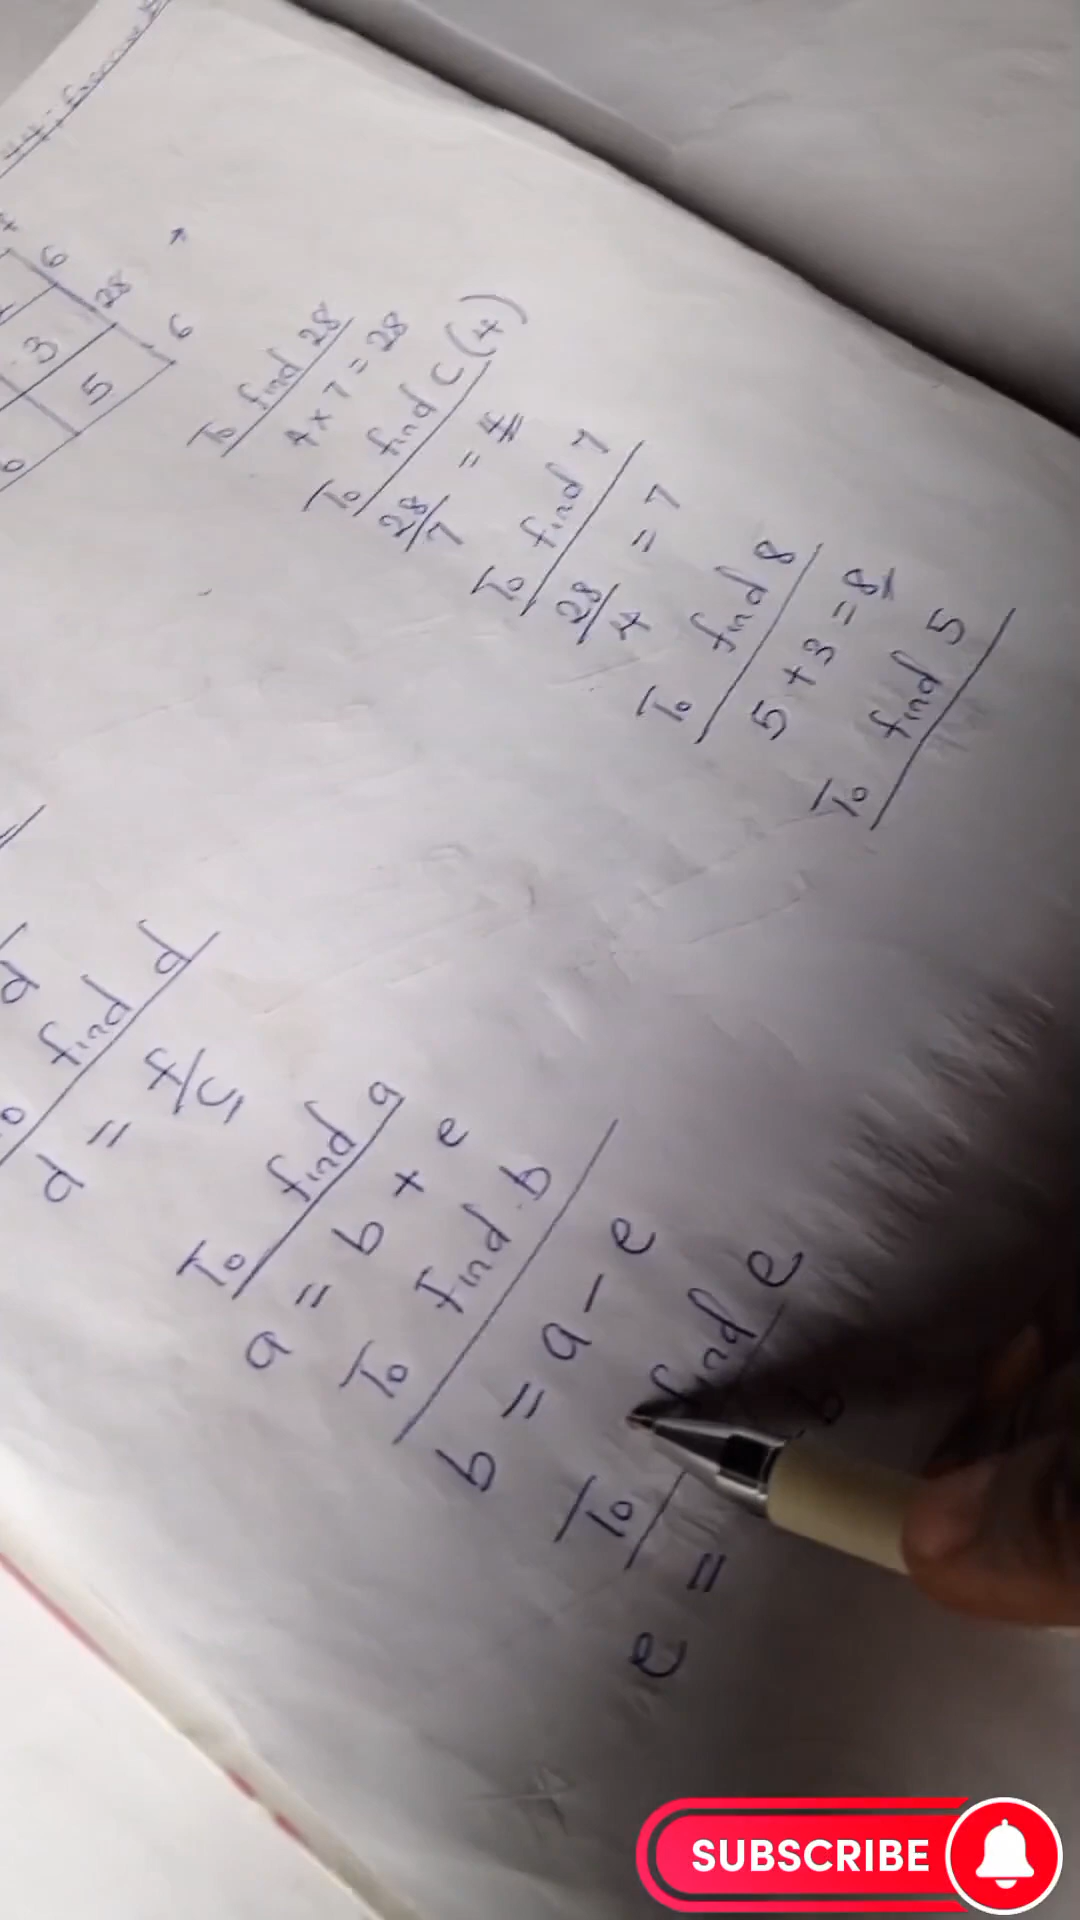 6
28
6
3
5
To find 28
4 x 7 = 28
To find C (4)
28/7 = 4
To find 7
28/4 = 7
To find 8
5 + 3 = 8
To find 5
d
find d
d = f/c
To find a
a = b + e
To find b
b = a - e
To find e
e =
b
SUBSCRIBE